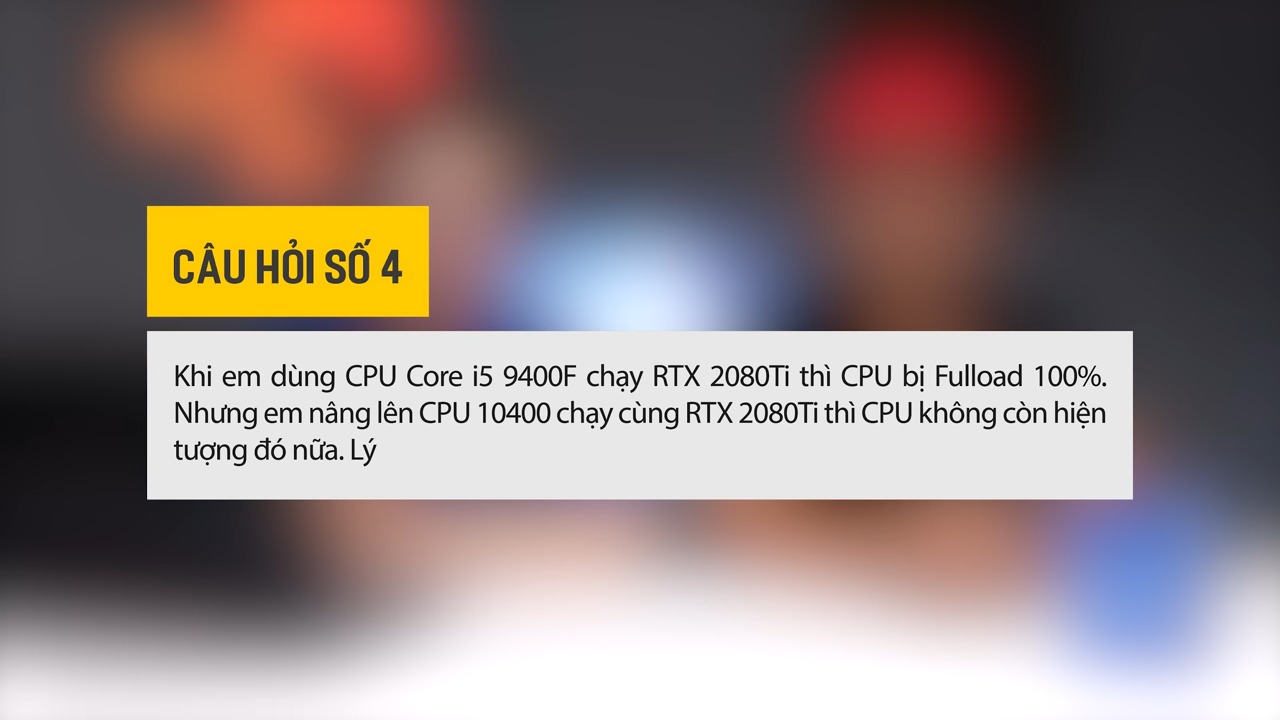 CÂU HỎI SỐ 4
Khi em dùng CPU Core i5 9400F chạy RTX 2080Ti thì CPU bị Fulload 100%.
Nhưng em nâng lên CPU 10400 chạy cùng RTX 2080Ti thì CPU không còn hiện
tượng đó nữa. Lý